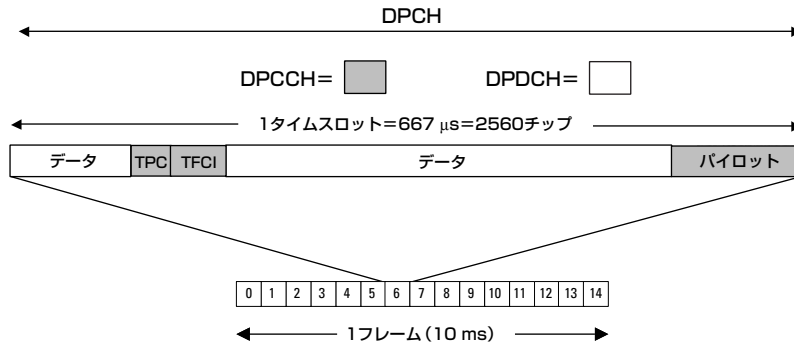 DPCH
DPCCH= DPDCH=
1タイムスロット=667 μs=2560チップ
データ TPC TFCI データ パイロット
0 1 2 3 4 5 6 7 8 9 10 11 12 13 14
1フレーム(10 ms)